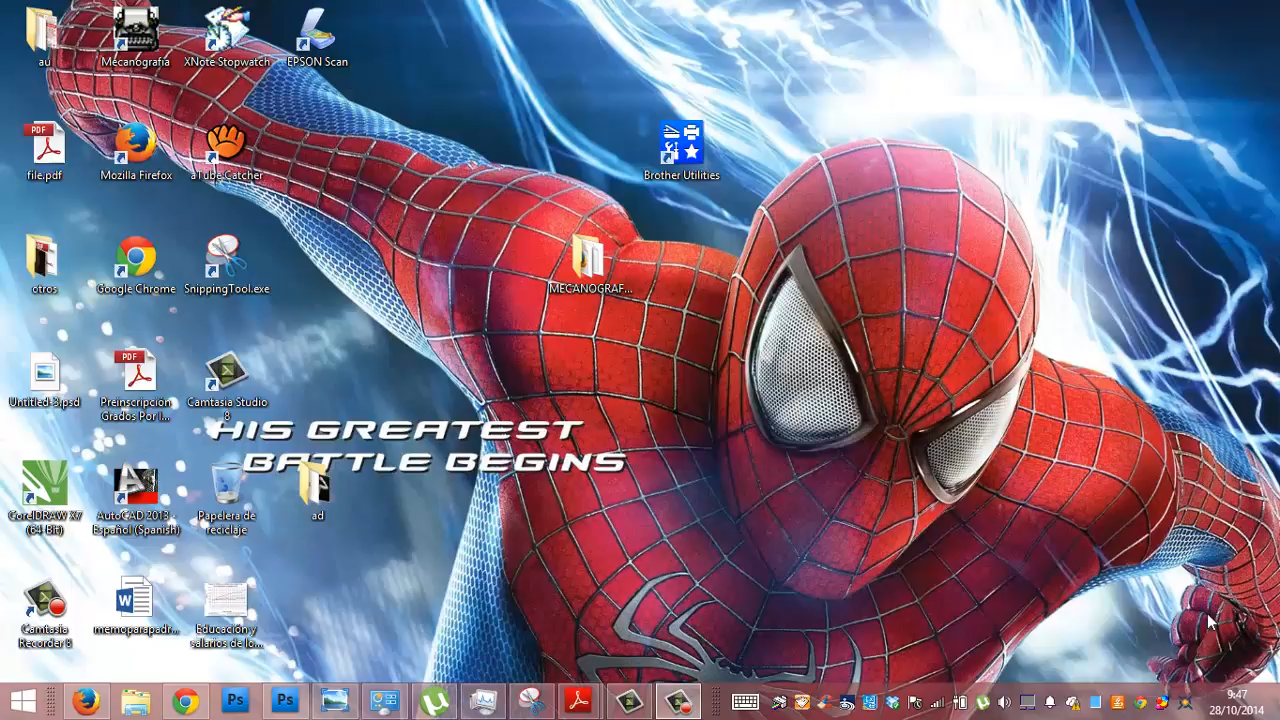 au
Mecanografia
XNote Stopwatch
EPSON Scan
PDF
file.pdf
Mozilla Firefox
aTube Catcher
Brother Utilities
otros
Google Chrome
SnippingTool.exe
MECANOGRAF...
Untitled-3.psd
PDF
Preinscripción
Grados Por I...
Camtasia Studio
8
HIS GREATEST
BATTLE BEGINS
CorelDRAW X7
(64 Bit)
AutoCAD 2013 -
Español (Spanish)
Papelera de
reciclaje
ad
Camtasia
Recorder 8
W
memoparapadr...
Educación y
salarios de lo...
Ps
Ps
9:47
28/10/2014